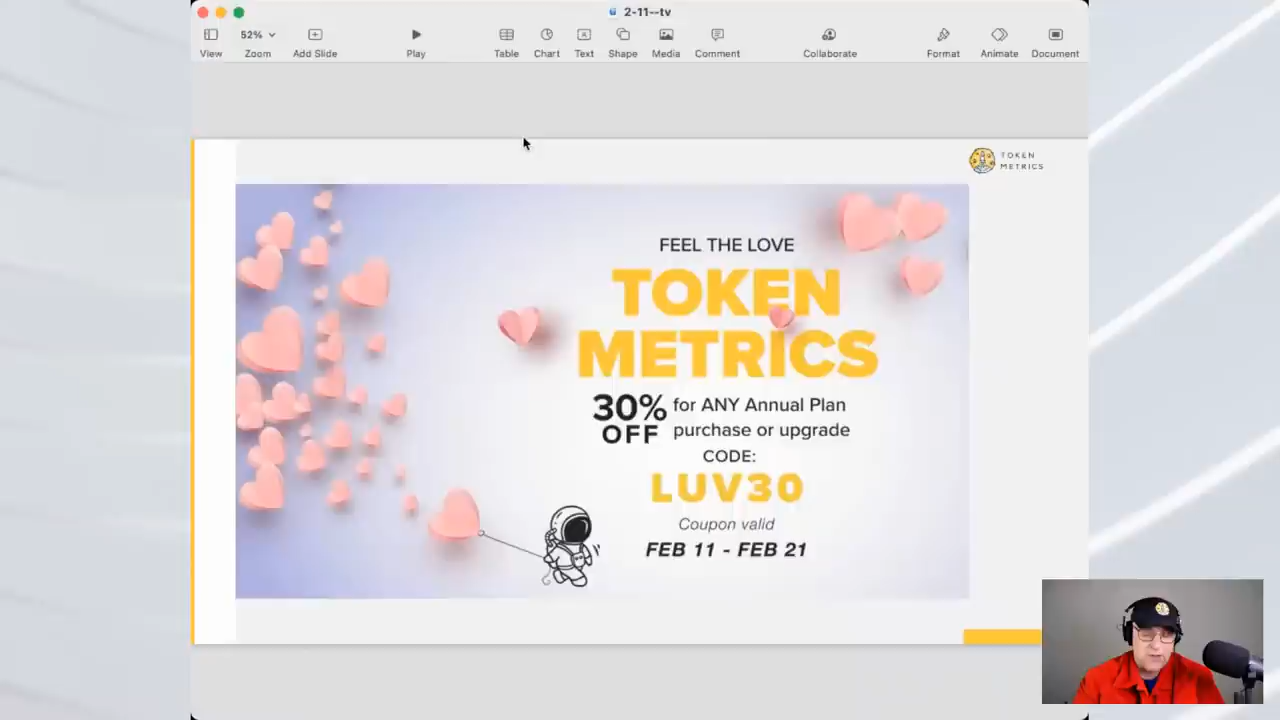 2-11--tv
52%
View
Zoom
Add Slide
Play
Table
Chart
Text
Shape
Media
Comment
Collaborate
Format
Animate
Document
TOKEN
METRICS
FEEL THE LOVE
TOKEN
METRICS
30% for ANY Annual Plan
OFF purchase or upgrade
CODE:
LUV30
Coupon valid
FEB 11 - FEB 21